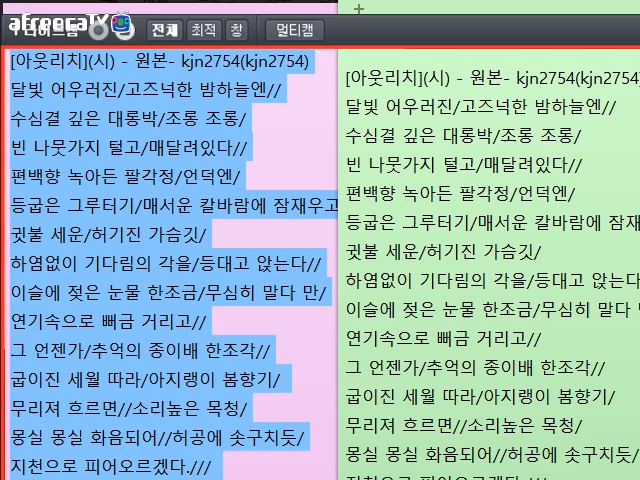 afreecaTV
전체 최적 창 멀티캠
[아웃리치](시) - 원본- kjn2754(kjn2754)
달빛 어우러진/고즈넉한 밤하늘엔//
수심결 깊은 대롱박/조롱 조롱/
빈 나뭇가지 털고/매달려있다//
편백향 녹아든 팔각정/언덕엔/
등굽은 그루터기/매서운 칼바람에 잠재우고
귓불 세운/허기진 가슴깃/
하염없이 기다림의 각을/등대고 앉는다//
이슬에 젖은 눈물 한조금/무심히 말다 만/
연기속으로 뻐금 거리고//
그 언젠가/추억의 종이배 한조각//
굽이진 세월 따라/아지랭이 봄향기/
무리져 흐르면//소리높은 목청/
몽실 몽실 화음되어//허공에 솟구치듯/
지천으로 피어오르겠다.///
[아웃리치](시) - 원본- kjn2754(kjn2754)
달빛 어우러진/고즈넉한 밤하늘엔//
수심결 깊은 대롱박/조롱 조롱/
빈 나뭇가지 털고/매달려있다//
편백향 녹아든 팔각정/언덕엔/
등굽은 그루터기/매서운 칼바람에 잠재
귓불 세운/허기진 가슴깃/
하염없이 기다림의 각을/등대고 앉는다
이슬에 젖은 눈물 한조금/무심히 말다
연기속으로 뻐금 거리고//
그 언젠가/추억의 종이배 한조각//
굽이진 세월 따라/아지랭이 봄향기/
무리져 흐르면//소리높은 목청/
몽실 몽실 화음되어//허공에 솟구치듯/
지천으로 피어오르겠다.///